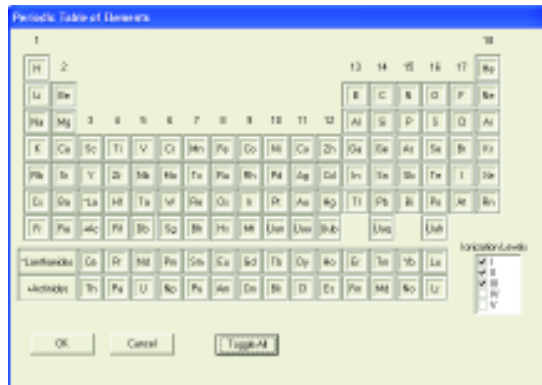 Periodic Table of Elements
1 18
H 2 13 14 15 16 17 He
Li Be B C N O F Ne
Na Mg 3 4 5 6 7 8 9 10 11 12 Al Si P S Cl Ar
K Ca Sc Ti V Cr Mn Fe Co Ni Cu Zn Ga Ge As Se Br Kr
Rb Sr Y Zr Nb Mo Tc Ru Rh Pd Ag Cd In Sn Sb Te I Xe
Cs Ba *La Hf Ta W Re Os Ir Pt Au Hg Tl Pb Bi Po At Rn
Fr Ra +Ac Rf Db Sg Bh Hs Mt Uun Uuu Uub Uuq Uuh
*Lanthanides Ce Pr Nd Pm Sm Eu Gd Tb Dy Ho Er Tm Yb Lu
+Actinides Th Pa U Np Pu Am Cm Bk Cf Es Fm Md No Lr
Ionization Levels
I
II
III
IV
V
OK Cancel Toggle All